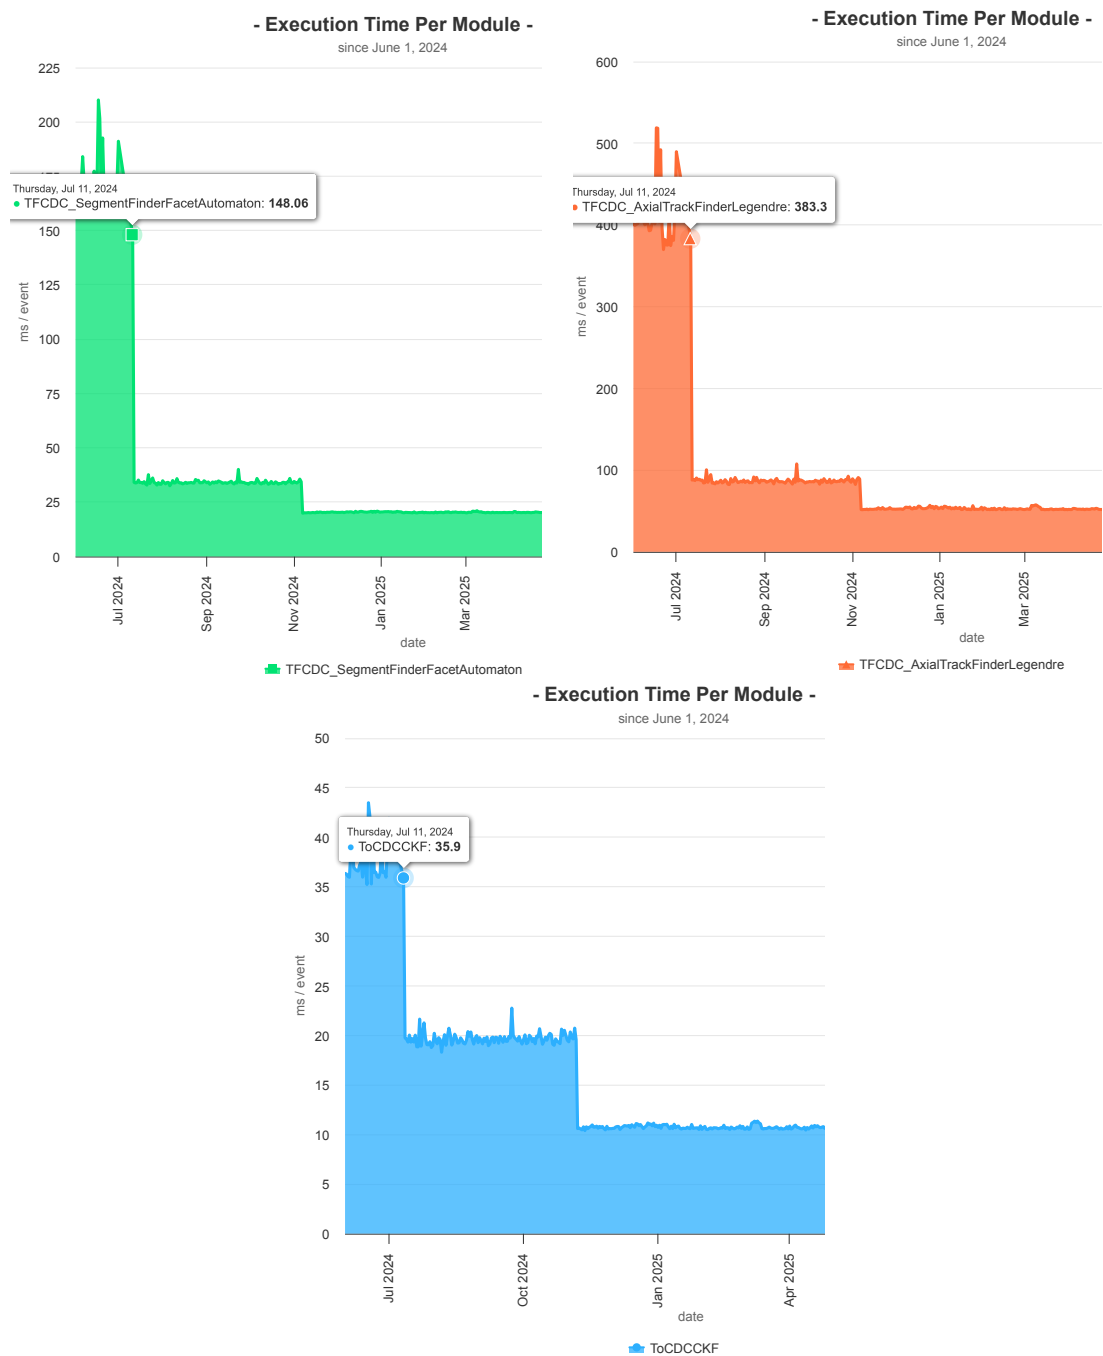 - Execution Time Per Module -
since June 1, 2024
225
200
175
150
125
100
75
50
25
0
ms / event
Thursday, Jul 11, 2024
● TFCDC_SegmentFinderFacetAutomaton: 148.06
Jul 2024
Sep 2024
Nov 2024
Jan 2025
Mar 2025
date
TFCDC_SegmentFinderFacetAutomaton
- Execution Time Per Module -
since June 1, 2024
600
500
400
300
200
100
0
ms / event
Thursday, Jul 11, 2024
● TFCDC_AxialTrackFinderLegendre: 383.3
Jul 2024
Sep 2024
Nov 2024
Jan 2025
Mar 2025
date
TFCDC_AxialTrackFinderLegendre
- Execution Time Per Module -
since June 1, 2024
50
45
40
35
30
25
20
15
10
5
0
ms / event
Thursday, Jul 11, 2024
● ToCDCCKF: 35.9
Jul 2024
Oct 2024
Jan 2025
Apr 2025
date
ToCDCCKF